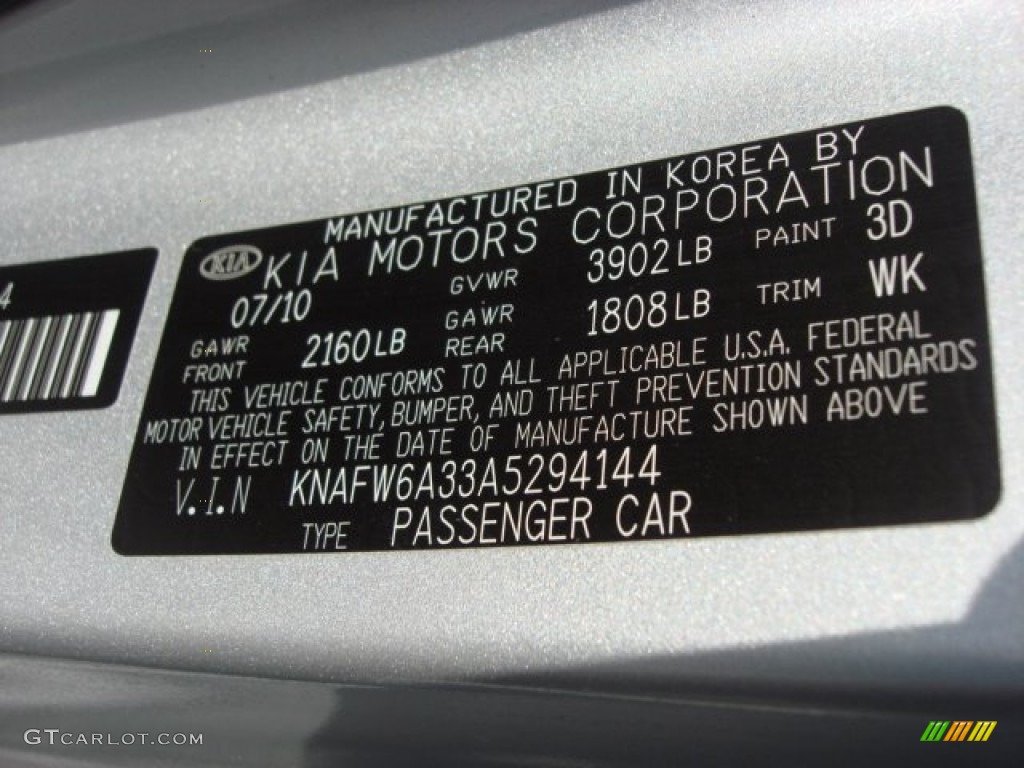 4
MANUFACTURED IN KOREA BY
KIA KIA MOTORS CORPORATION
07/10 GVWR 3902LB PAINT 3D
GAWR FRONT 2160LB GAWR REAR 1808LB TRIM WK
THIS VEHICLE CONFORMS TO ALL APPLICABLE U.S.A. FEDERAL
MOTOR VEHICLE SAFETY, BUMPER, AND THEFT PREVENTION STANDARDS
IN EFFECT ON THE DATE OF MANUFACTURE SHOWN ABOVE
V.I.N KNAFW6A33A5294144
TYPE PASSENGER CAR
GTCARLOT.COM